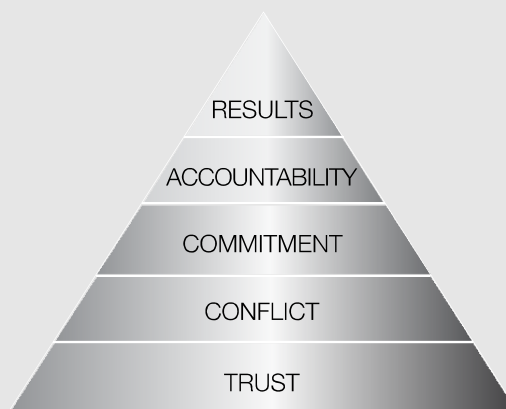 RESULTS
ACCOUNTABILITY
COMMITMENT
CONFLICT
TRUST